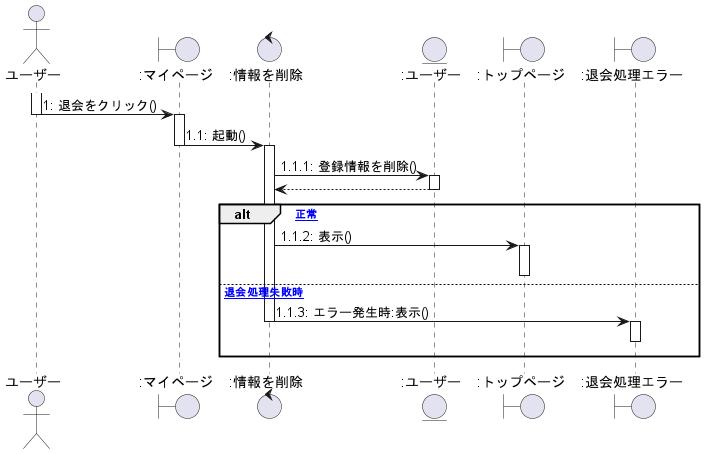 ユーザー
:マイページ
:情報を削除
:ユーザー
:トップページ
:退会処理エラー
1: 退会をクリック()
1.1: 起動()
1.1.1: 登録情報を削除()
alt
正常
1.1.2: 表示()
退会処理失敗時
1.1.3: エラー発生時:表示()
ユーザー
:マイページ
:情報を削除
:ユーザー
:トップページ
:退会処理エラー